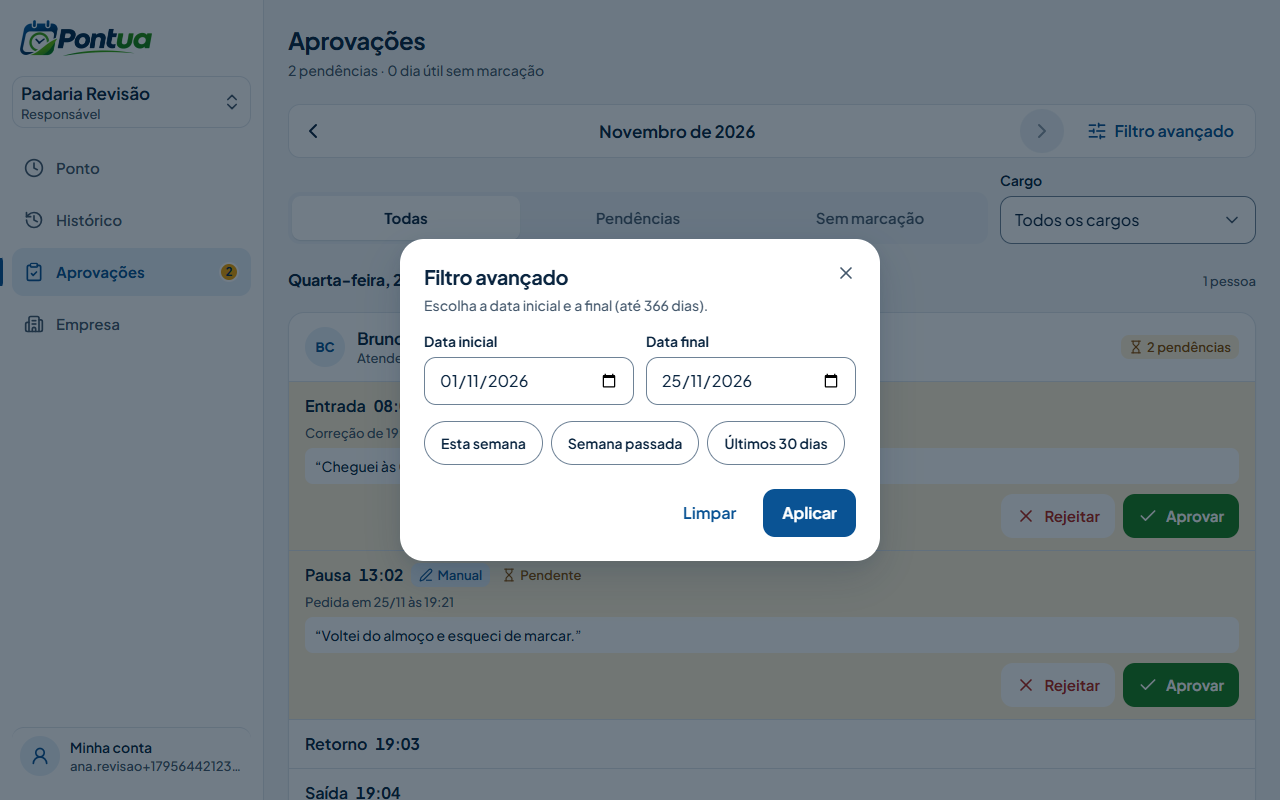 Pontua
Padaria Revisão
Responsável
Ponto
Histórico
Aprovações 2
Empresa
Minha conta
ana.revisao+17956442123...
Aprovações
2 pendências · 0 dia útil sem marcação
Novembro de 2026
Filtro avançado
Cargo
Todas Pendências Sem marcação
Todos os cargos
Quarta-feira, 2
1 pessoa
Filtro avançado
Escolha a data inicial e a final (até 366 dias).
Data inicial Data final
01/11/2026 25/11/2026
Esta semana Semana passada Últimos 30 dias
Limpar Aplicar
BC
2 pendências
Entrada 08:
Correção de 19
“Cheguei às
Rejeitar Aprovar
Pausa 13:02 Manual Pendente
Pedida em 25/11 às 19:21
“Voltei do almoço e esqueci de marcar.”
Rejeitar Aprovar
Retorno 19:03
Saída 19:04